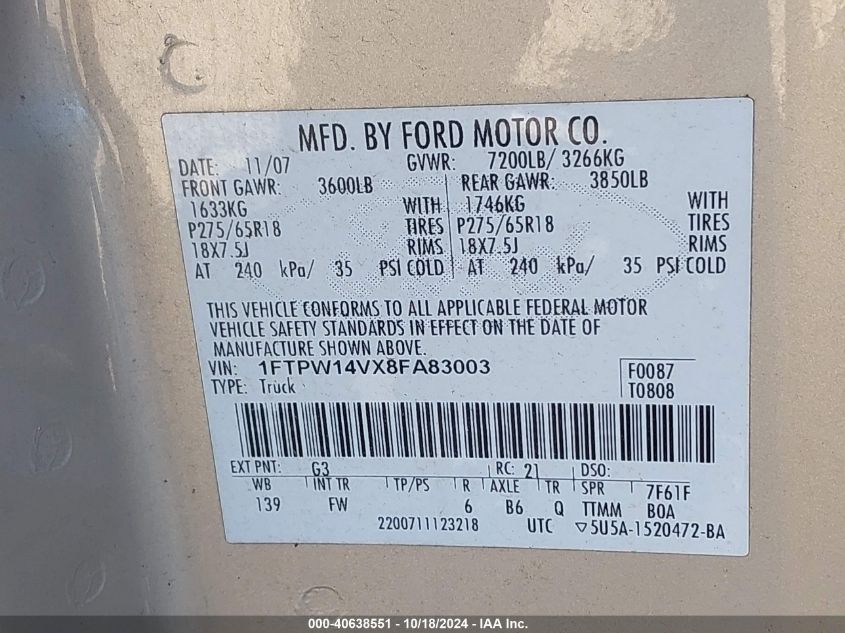 MFD. BY FORD MOTOR CO.
DATE: 11/07 GVWR: 7200LB/ 3266KG
FRONT GAWR: 3600LB REAR GAWR: 3850LB
1633KG WITH 1746KG WITH
P275/65R18 TIRES P275/65R18 TIRES
18X7.5J RIMS 18X7.5J RIMS
AT 240 kPa/ 35 PSI COLD AT 240 kPa/ 35 PSI COLD
THIS VEHICLE CONFORMS TO ALL APPLICABLE FEDERAL MOTOR
VEHICLE SAFETY STANDARDS IN EFFECT ON THE DATE OF
MANUFACTURE SHOWN ABOVE.
VIN: 1FTPW14VX8FA83003 F0087
TYPE: Truck T0808
EXT PNT: G3 RC: 21 DSO:
WB INT TR TP/PS R AXLE TR SPR 7F61F
139 FW 6 B6 Q TTMM BOA
2200711123218 UTC ▽5U5A-1520472-BA
000-40638551 - 10/18/2024 - IAA Inc.